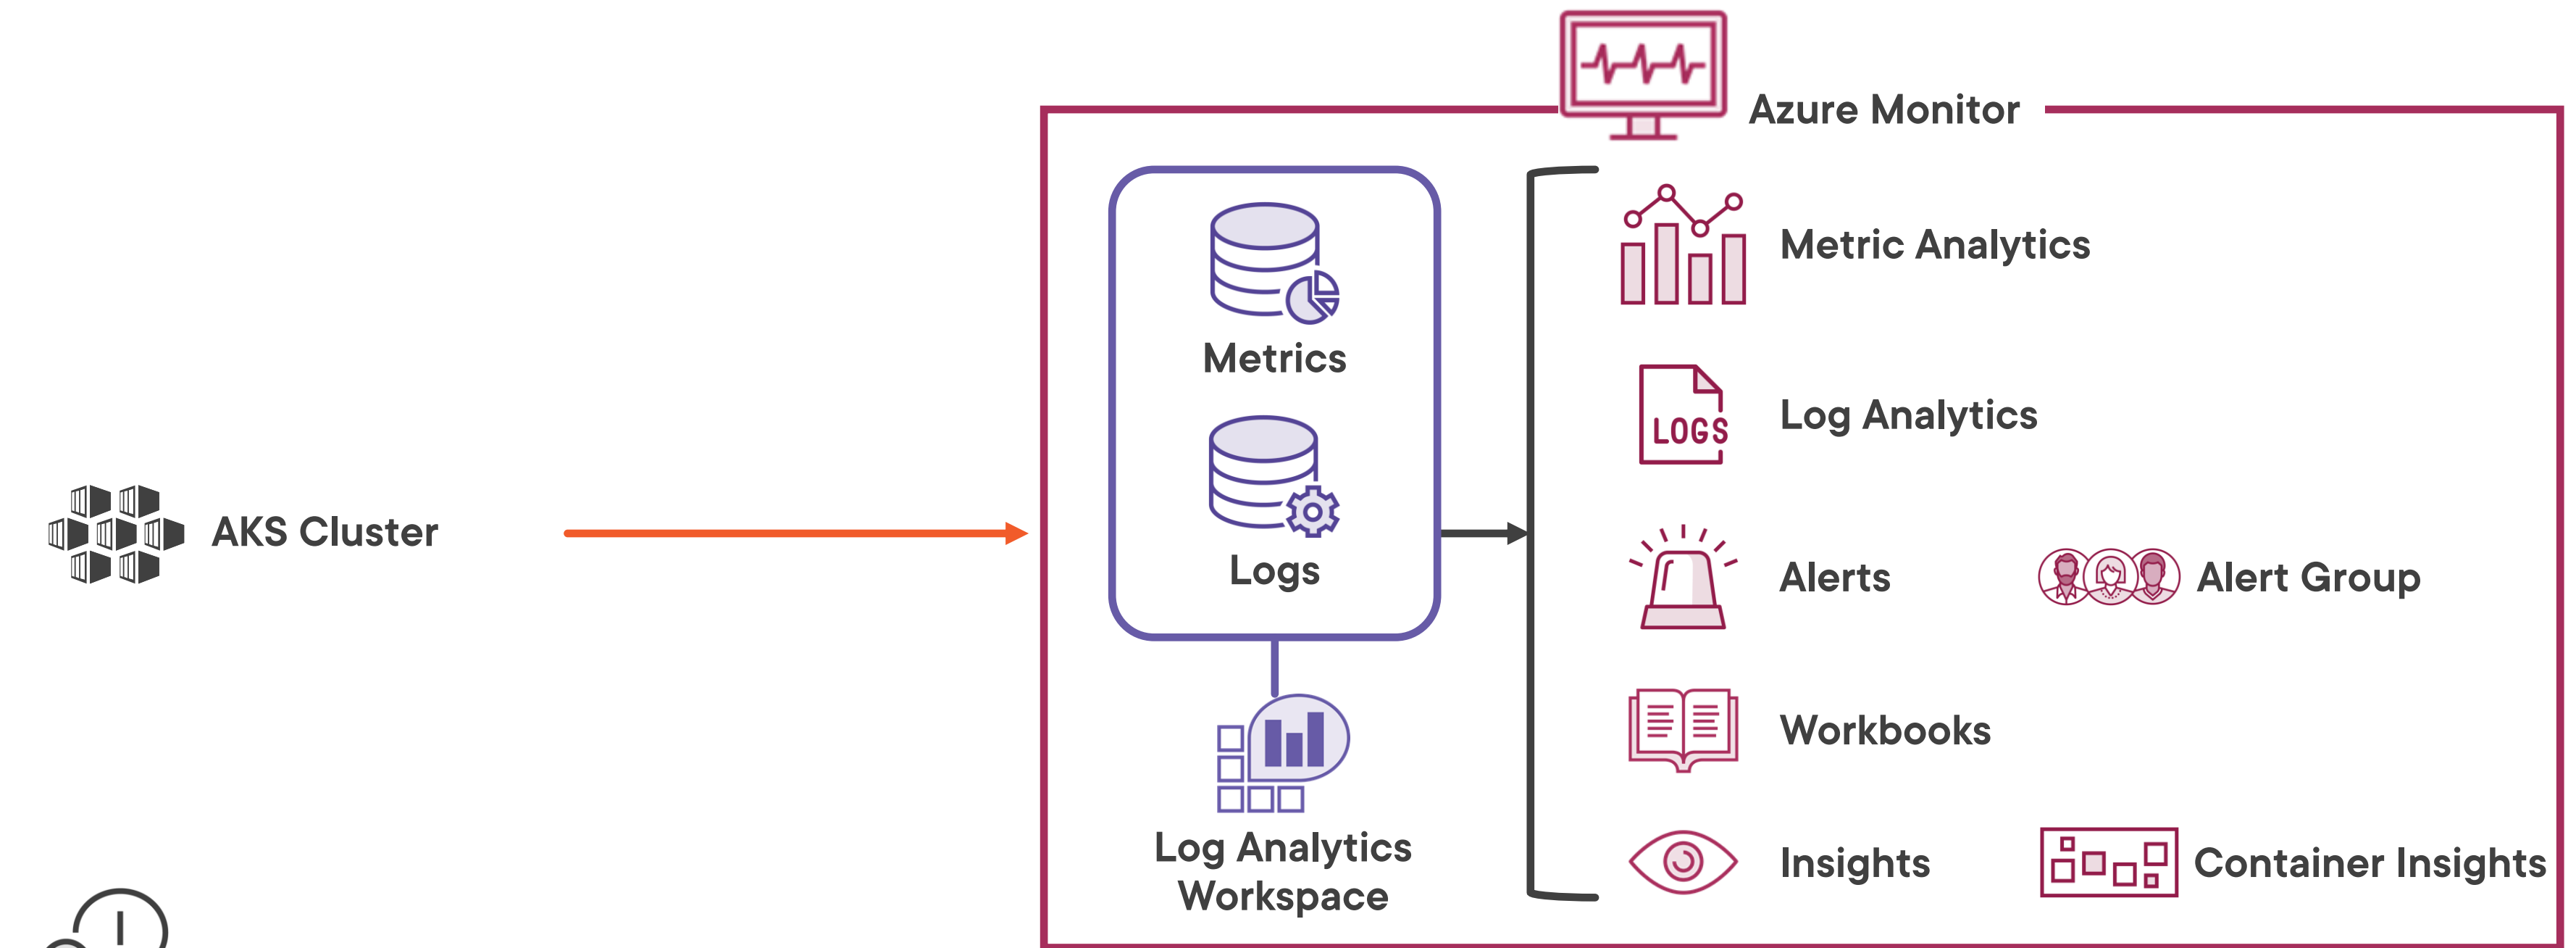 Azure Monitor
Metrics
Logs
Log Analytics
Workspace
Metric Analytics
LOGS
Log Analytics
AKS Cluster
Alerts
Alert Group
Workbooks
Insights
Container Insights